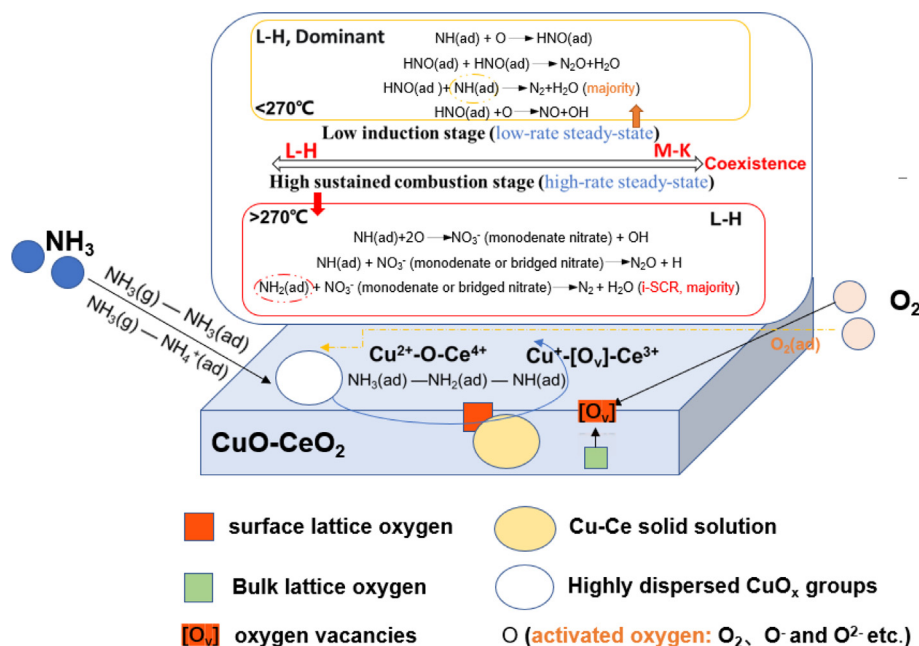 L-H, Dominant
NH(ad) + O → HNO(ad)
HNO(ad) + HNO(ad) → N₂O+H₂O
HNO(ad )+ NH(ad) → N₂+H₂O (majority)
<270℃
HNO(ad) +O → NO+OH
Low induction stage (low-rate steady-state)
L-H
M-K
Coexistence
High sustained combustion stage (high-rate steady-state)
>270℃
L-H
NH(ad)+2O → NO₃⁻ (monodenate nitrate) + OH
NH(ad) + NO₃⁻ (monodenate or bridged nitrate) → N₂O + H
NH₂(ad) + NO₃⁻ (monodenate or bridged nitrate) → N₂ + H₂O (i-SCR, majority)
NH₃
NH₃(g) — NH₃(ad)
NH₃(g) — NH₄⁺(ad)
O₂
O₂(ad)
Cu²⁺-O-Ce⁴⁺
Cu⁺-[Oᵥ]-Ce³⁺
NH₃(ad) —NH₂(ad) — NH(ad)
[Oᵥ]
CuO-CeO₂
surface lattice oxygen
Cu-Ce solid solution
Bulk lattice oxygen
Highly dispersed CuOₓ groups
[Oᵥ] oxygen vacancies
O (activated oxygen: O₂、O⁻ and O²⁻ etc.)